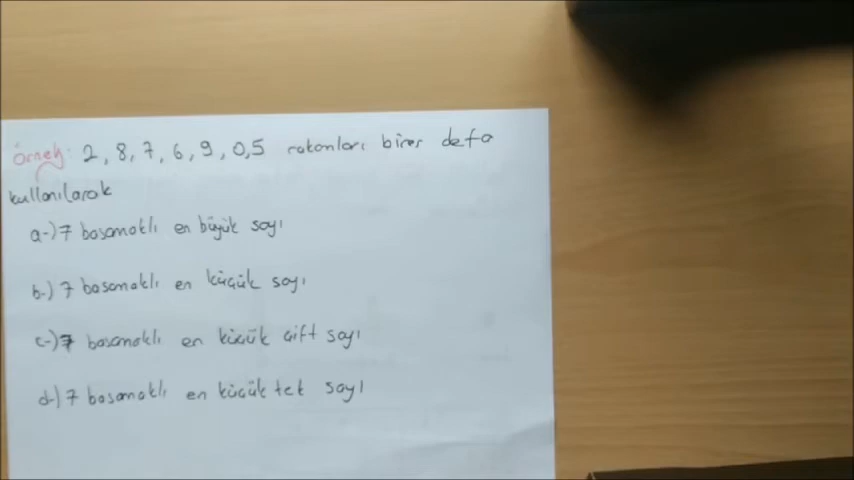 Örnek: 2, 8, 7, 6, 9, 0, 5 rakamları birer defa
kullanılarak
a-) 7 basamaklı en büyük sayı
b-) 7 basamaklı en küçük sayı
c-) 7 basamaklı en küçük çift sayı
d-) 7 basamaklı en küçük tek sayı